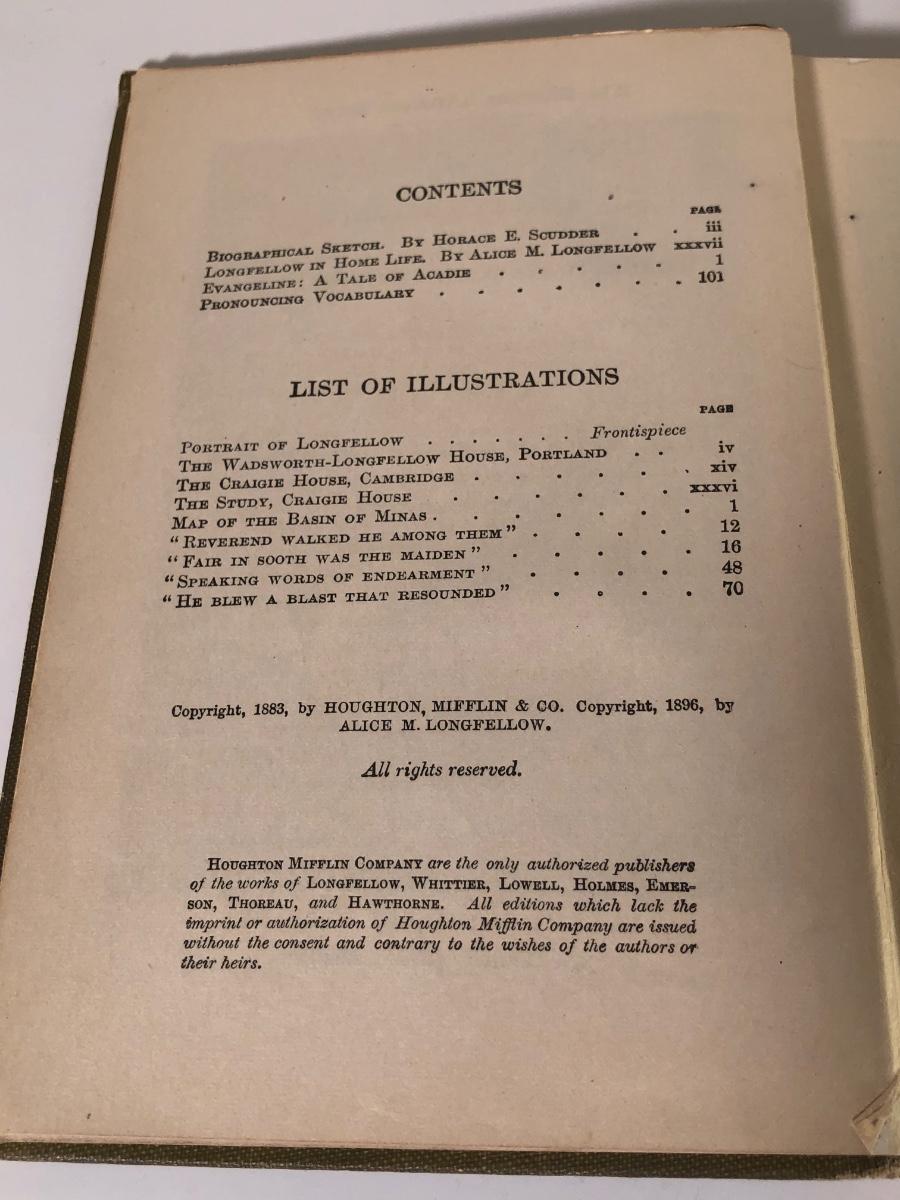 CONTENTS
PAGE
BIOGRAPHICAL SKETCH. BY HORACE E. SCUDDER . . iii
LONGFELLOW IN HOME LIFE. BY ALICE M. LONGFELLOW xxxvii
EVANGELINE: A TALE OF ACADIE . . . . . 1
PRONOUNCING VOCABULARY . . . . . . . 101
LIST OF ILLUSTRATIONS
PAGE
PORTRAIT OF LONGFELLOW . . . . . . . Frontispiece
THE WADSWORTH-LONGFELLOW HOUSE, PORTLAND . . iv
THE CRAIGIE HOUSE, CAMBRIDGE . . . . . . xiv
THE STUDY, CRAIGIE HOUSE . . . . . . xxxvi
MAP OF THE BASIN OF MINAS . . . . . . . 1
"REVEREND WALKED HE AMONG THEM" . . . . 12
"FAIR IN SOOTH WAS THE MAIDEN" . . . . . 16
"SPEAKING WORDS OF ENDEARMENT" . . . . 48
"HE BLEW A BLAST THAT RESOUNDED" . . . . 70
Copyright, 1883, by HOUGHTON, MIFFLIN & CO. Copyright, 1896, by
ALICE M. LONGFELLOW.
All rights reserved.
HOUGHTON MIFFLIN COMPANY are the only authorized publishers
of the works of LONGFELLOW, WHITTIER, LOWELL, HOLMES, EMER-
SON, THOREAU, and HAWTHORNE. All editions which lack the
imprint or authorization of Houghton Mifflin Company are issued
without the consent and contrary to the wishes of the authors or
their heirs.